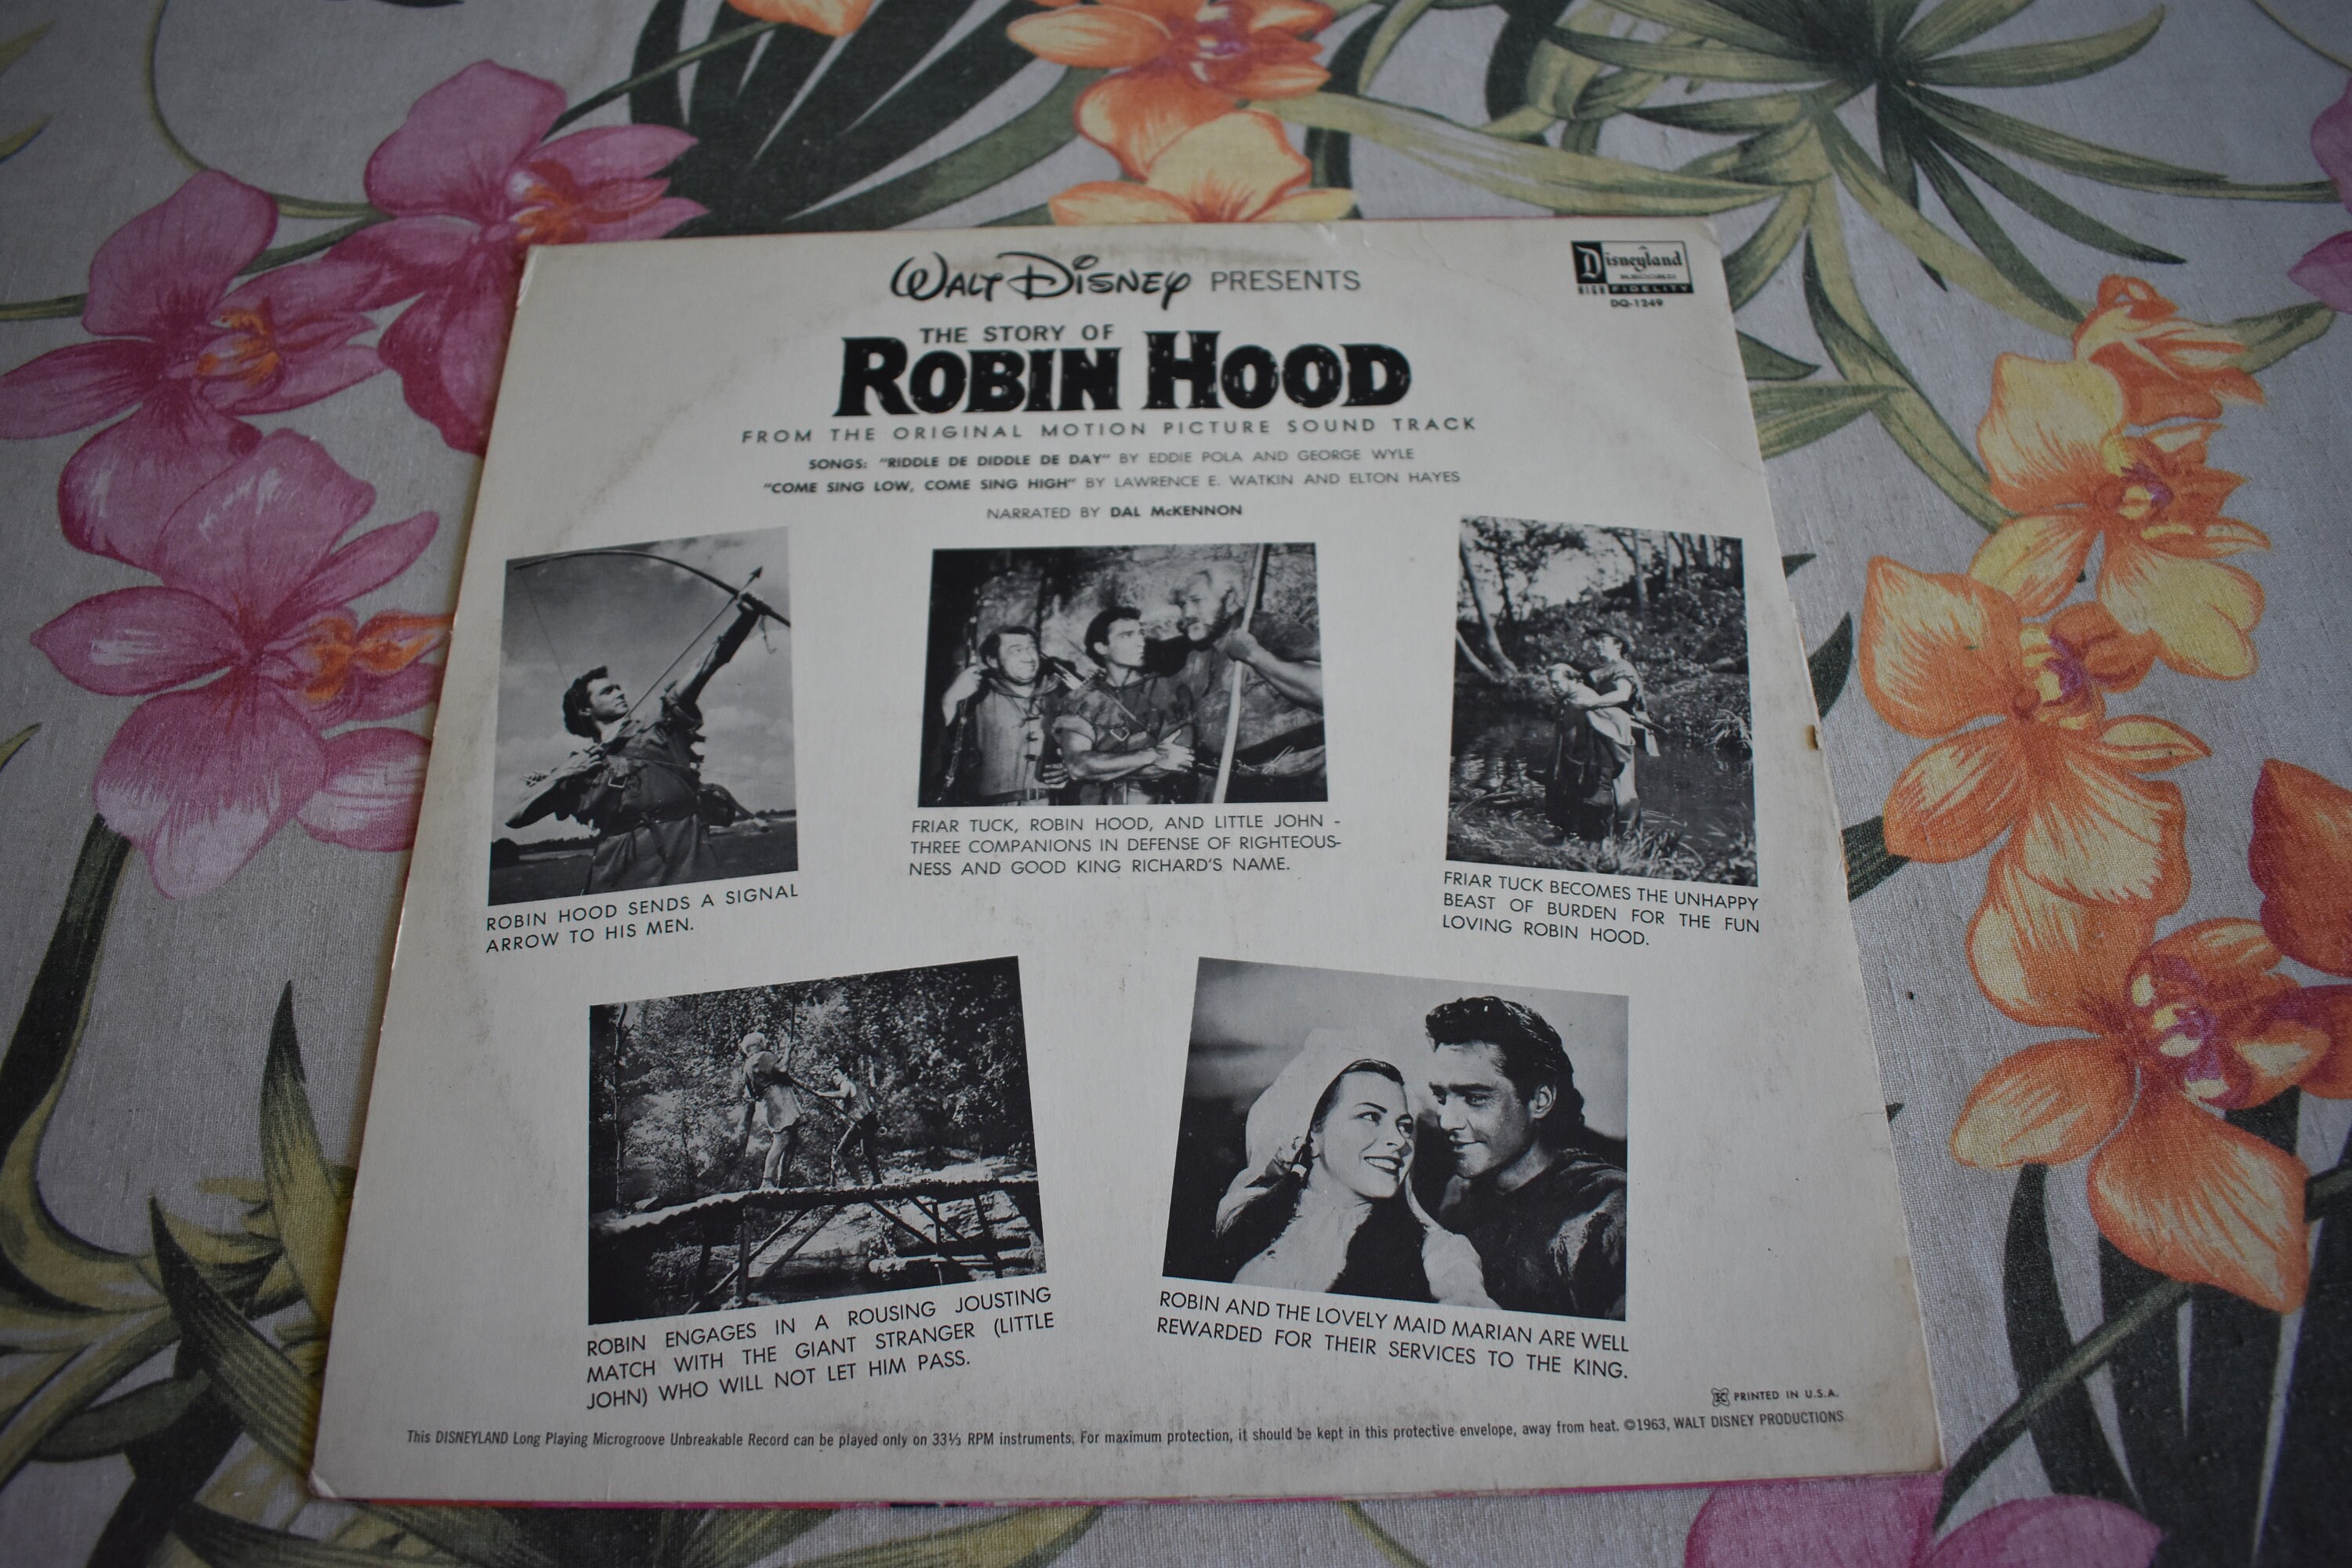 WALT DISNEY PRESENTS
Disneyland
RECORD
HIGH FIDELITY
DQ-1249
THE STORY OF
ROBIN HOOD
FROM THE ORIGINAL MOTION PICTURE SOUND TRACK
SONGS: "RIDDLE DE DIDDLE DE DAY" BY EDDIE POLA AND GEORGE WYLE
"COME SING LOW, COME SING HIGH" BY LAWRENCE E. WATKIN AND ELTON HAYES
NARRATED BY DAL McKENNON
ROBIN HOOD SENDS A SIGNAL
ARROW TO HIS MEN.
FRIAR TUCK, ROBIN HOOD, AND LITTLE JOHN -
THREE COMPANIONS IN DEFENSE OF RIGHTEOUS-
NESS AND GOOD KING RICHARD'S NAME.
FRIAR TUCK BECOMES THE UNHAPPY
BEAST OF BURDEN FOR THE FUN
LOVING ROBIN HOOD.
ROBIN ENGAGES IN A ROUSING JOUSTING
MATCH WITH THE GIANT STRANGER (LITTLE
JOHN) WHO WILL NOT LET HIM PASS.
ROBIN AND THE LOVELY MAID MARIAN ARE WELL
REWARDED FOR THEIR SERVICES TO THE KING.
PRINTED IN U.S.A.
This DISNEYLAND Long Playing Microgroove Unbreakable Record can be played only on 33⅓ RPM instruments. For maximum protection, it should be kept in this protective envelope, away from heat. ©1963, WALT DISNEY PRODUCTIONS